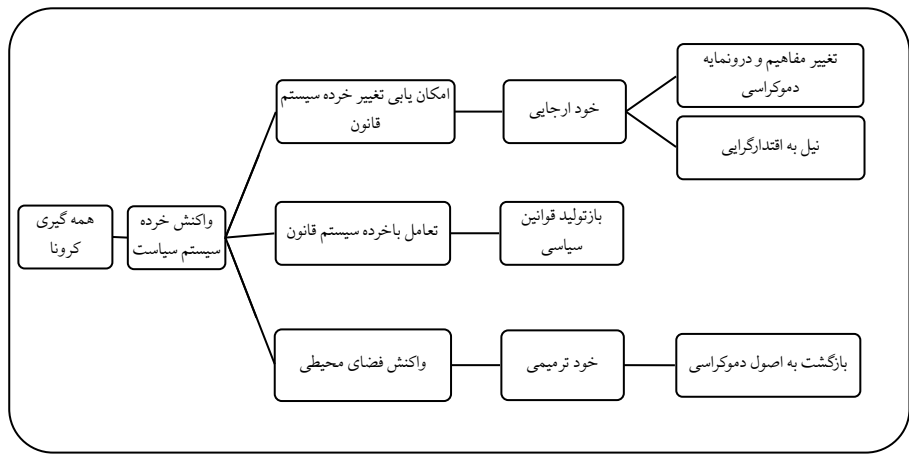 همه گیری
کرونا
واکنش خرده
سیستم سیاست
امکان یابی تغییر خرده سیستم
قانون
خود ارجایی
تغییر مفاهیم و درونمایه
دموکراسی
نیل به اقتدارگرایی
تعامل باخرده سیستم قانون
بازتولید قوانین
سیاسی
واکنش فضای محیطی
خود ترمیمی
بازگشت به اصول دموکراسی